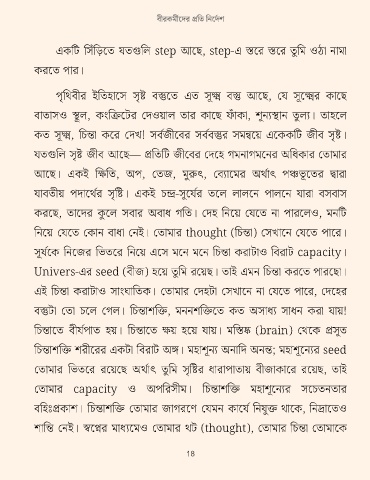 বীরকর্মীদের প্রতি নির্দেশ
একটি সিঁড়িতে যতগুলি step আছে, step-এ স্তরে স্তরে তুমি ওঠা নামা
করতে পার।
পৃথিবীর ইতিহাসে সৃষ্ট বস্তুতে এত সূক্ষ্ম বস্তু আছে, যে সূক্ষ্মের কাছে
বাতাসও স্থূল, কংক্রিটের দেওয়াল তার কাছে ফাঁকা, শূন্যস্থান তুল্য। তাহলে
কত সূক্ষ্ম, চিন্তা করে দেখ! সর্বজীবের সর্ববস্তুর সমন্বয়ে একেকটি জীব সৃষ্ট।
যতগুলি সৃষ্ট জীব আছে— প্রতিটি জীবের দেহে গমনাগমনের অধিকার তোমার
আছে। একই ক্ষিতি, অপ, তেজ, মুরুৎ, ব্যোমের অর্থাৎ পঞ্চভূতের দ্বারা
যাবতীয় পদার্থের সৃষ্টি। একই চন্দ্র-সূর্যের তলে লালনে পালনে যারা বসবাস
করছে, তাদের কুলে সবার অবাধ গতি। দেহ নিয়ে যেতে না পারলেও, মনটি
নিয়ে যেতে কোন বাধা নেই। তোমার thought (চিন্তা) সেখানে যেতে পারে।
সূর্যকে নিজের ভিতরে নিয়ে এসে মনে মনে চিন্তা করাটাও বিরাট capacity।
Univers-এর seed (বীজ) হয়ে তুমি রয়েছ। তাই এমন চিন্তা করতে পারছো।
এই চিন্তা করাটাও সাংঘাতিক। তোমার দেহটা সেখানে না যেতে পারে, দেহের
বস্তুটা তো চলে গেল। চিন্তাশক্তি, মননশক্তিতে কত অসাধ্য সাধন করা যায়!
চিন্তাতে বীর্যপাত হয়। চিন্তাতে ক্ষয় হয়ে যায়। মস্তিষ্ক (brain) থেকে প্রসূত
চিন্তাশক্তি শরীরের একটা বিরাট অঙ্গ। মহাশূন্য অনাদি অনন্ত; মহাশূন্যের seed
তোমার ভিতরে রয়েছে অর্থাৎ তুমি সৃষ্টির ধারাপাতায় বীজাকারে রয়েছ, তাই
তোমার capacity ও অপরিসীম। চিন্তাশক্তি মহাশূন্যের সচেতনতার
বহিঃপ্রকাশ। চিন্তাশক্তি তোমার জাগরণে যেমন কার্যে নিযুক্ত থাকে, নিদ্রাতেও
শান্তি নেই। স্বপ্নের মাধ্যমেও তোমার থট (thought), তোমার চিন্তা তোমাকে
18